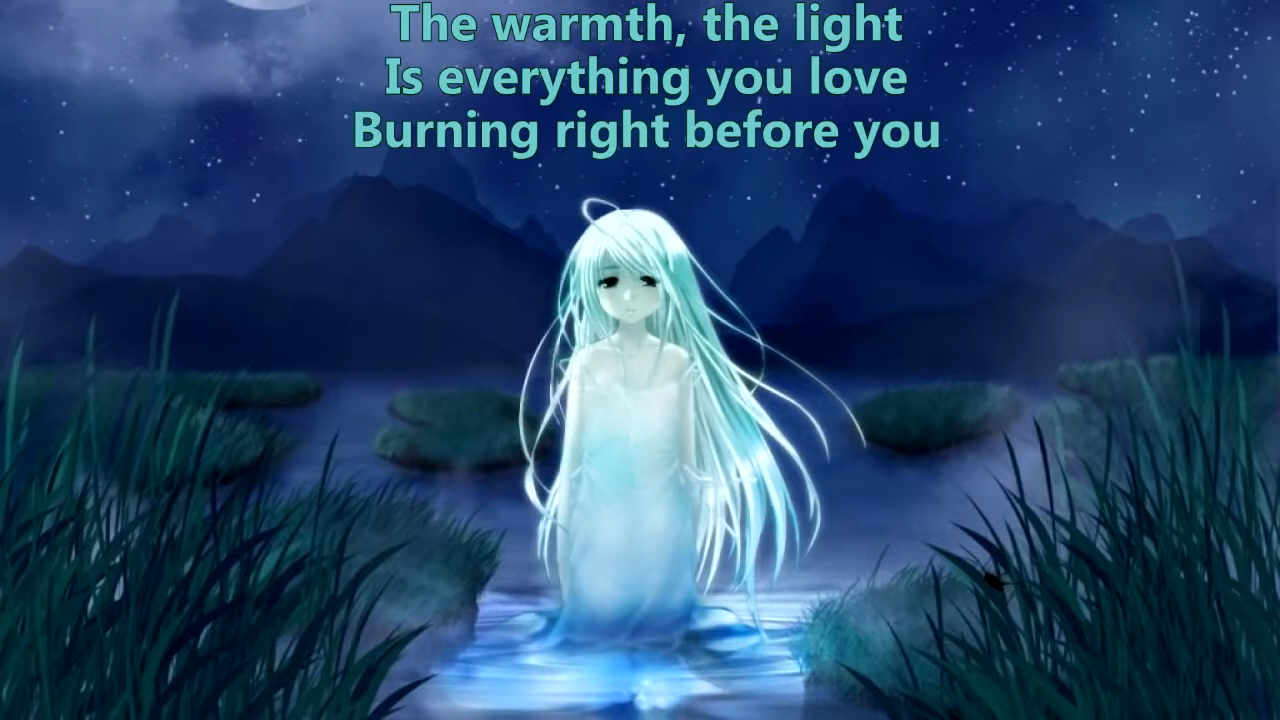 The warmth, the light
Is everything you love
Burning right before you